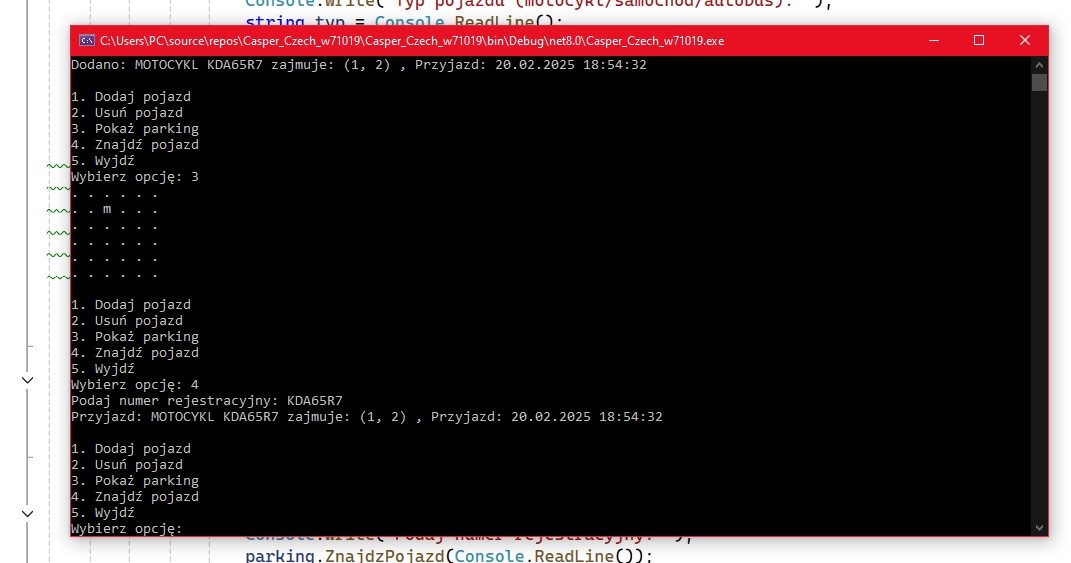 Console.Write("Typ pojazdu (motocykl/samochód/autobus): ");
string typ = Console.ReadLine();
C:\Users\PC\source\repos\Casper_Czech_w71019\Casper_Czech_w71019\bin\Debug\net8.0\Casper_Czech_w71019.exe
Dodano: MOTOCYKL KDA65R7 zajmuje: (1, 2) , Przyjazd: 20.02.2025 18:54:32
1. Dodaj pojazd
2. Usuń pojazd
3. Pokaż parking
4. Znajdź pojazd
5. Wyjdź
Wybierz opcję: 3
. . . . . .
. . m . . .
. . . . . .
. . . . . .
. . . . . .
. . . . . .
1. Dodaj pojazd
2. Usuń pojazd
3. Pokaż parking
4. Znajdź pojazd
5. Wyjdź
Wybierz opcję: 4
Podaj numer rejestracyjny: KDA65R7
Przyjazd: MOTOCYKL KDA65R7 zajmuje: (1, 2) , Przyjazd: 20.02.2025 18:54:32
1. Dodaj pojazd
2. Usuń pojazd
3. Pokaż parking
4. Znajdź pojazd
5. Wyjdź
Wybierz opcję:
Console.Write("Podaj numer rejestracyjny: ");
parking.ZnajdzPojazd(Console.ReadLine());